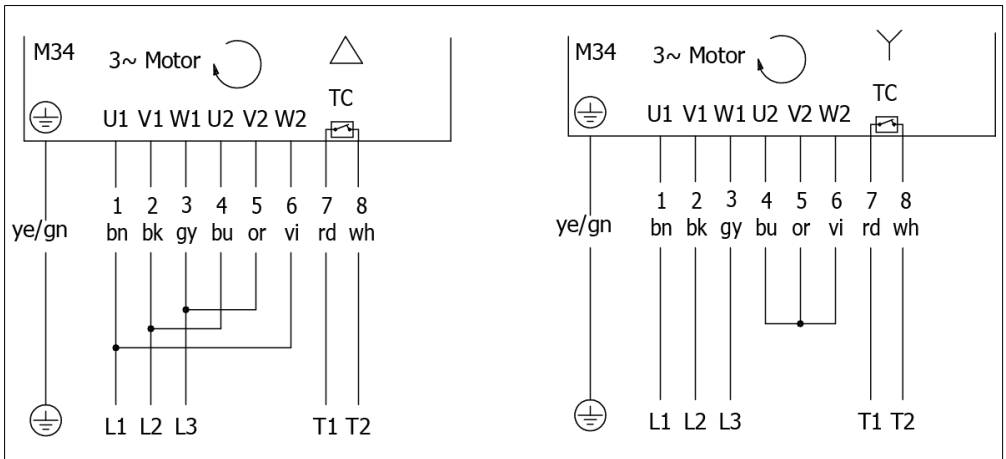 M34 3~ Motor
TC
U1 V1 W1 U2 V2 W2
1 2 3 4 5 6 7 8
ye/gn bn bk gy bu or vi rd wh
L1 L2 L3 T1 T2
M34 3~ Motor
TC
U1 V1 W1 U2 V2 W2
1 2 3 4 5 6 7 8
ye/gn bn bk gy bu or vi rd wh
L1 L2 L3 T1 T2